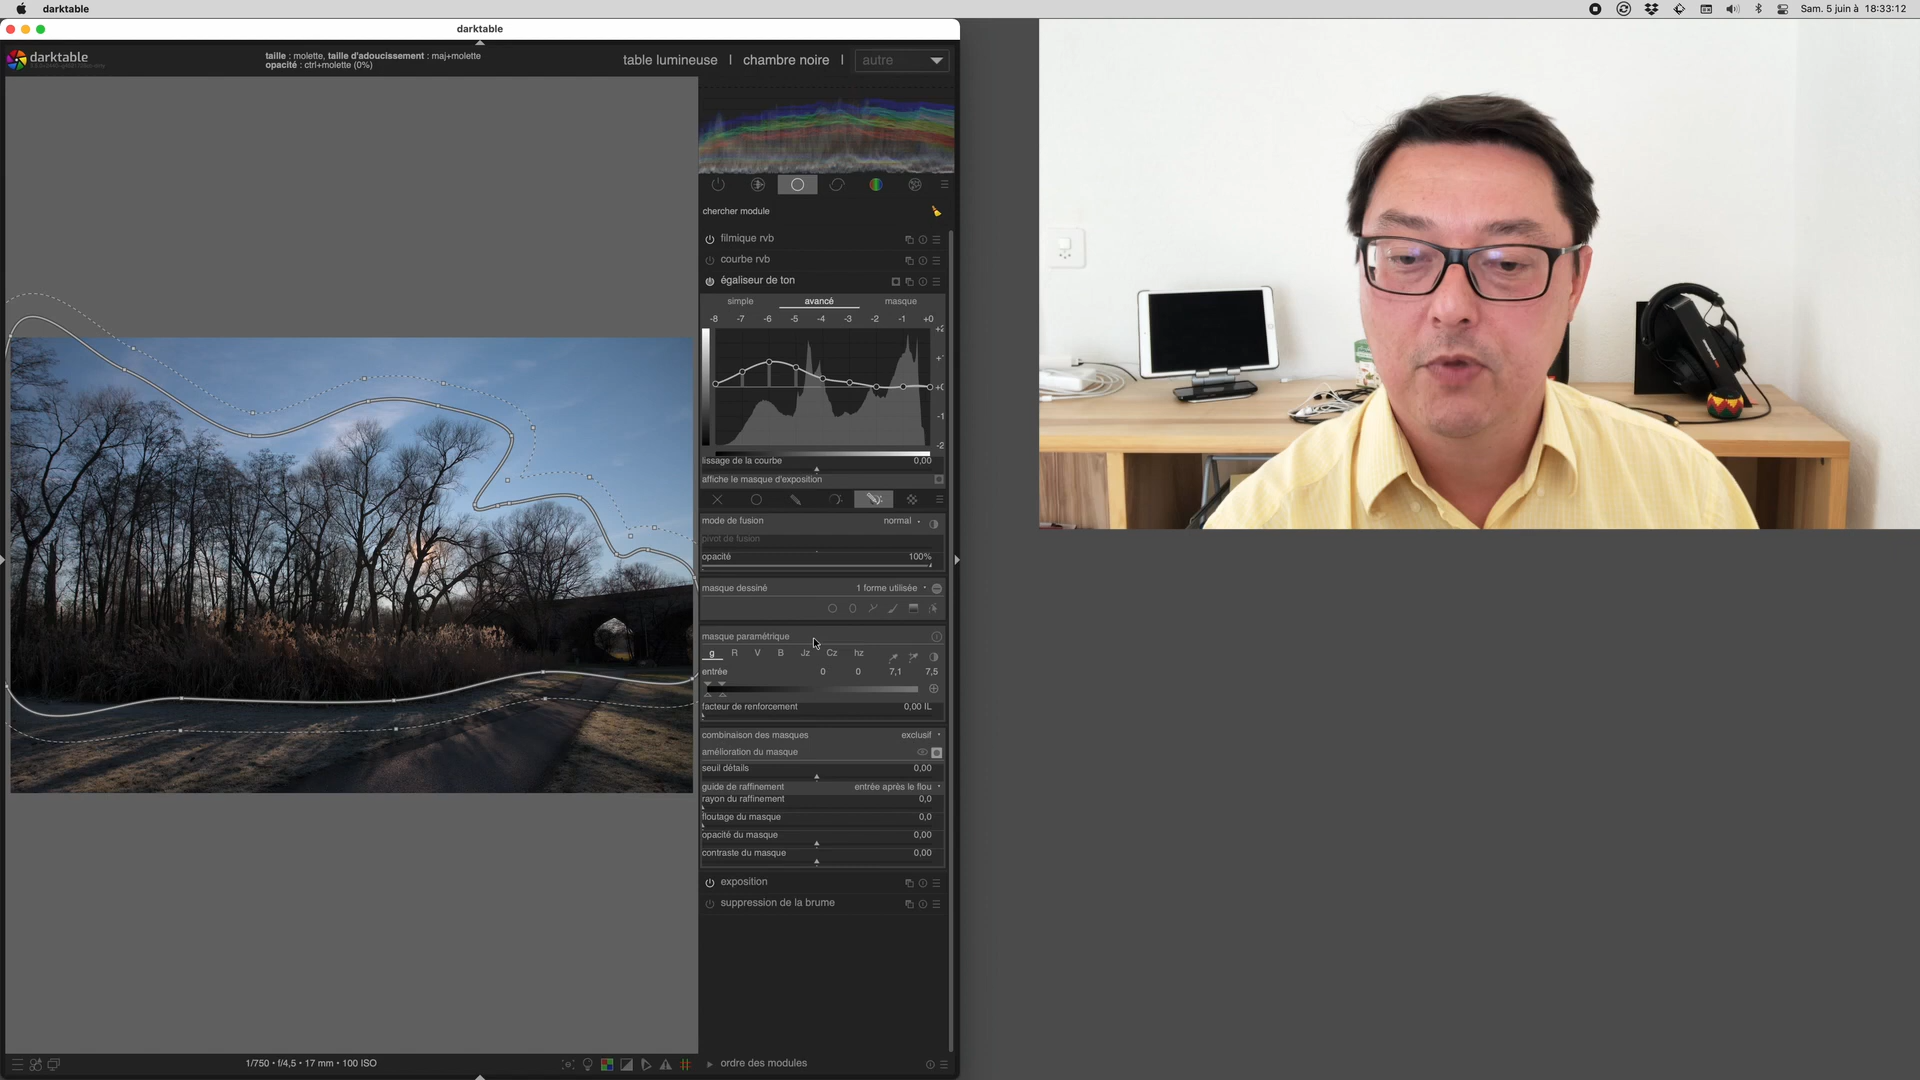 darktable
Sam. 5 juin à 18:33:12
darktable
darktable
taille : molette, taille d'adoucissement : maj+molette
opacité : ctrl+molette (0%)
table lumineuse | chambre noire | autre
chercher module
filmique rvb
courbe rvb
égaliseur de ton
simple avancé masque
-8 -7 -6 -5 -4 -3 -2 -1 +0
+2
+1
+0
-1
-2
lissage de la courbe 0,00
affiche le masque d'exposition
mode de fusion normal
pivot de fusion
opacité 100%
masque dessiné 1 forme utilisée
masque paramétrique
g R V B Jz Cz hz
entrée 0 0 7,1 7,5
facteur de renforcement 0,00 IL
combinaison des masques exclusif
amélioration du masque
seuil détails 0,00
guide de raffinement entrée après le flou
rayon du raffinement 0,0
floutage du masque 0,0
opacité du masque 0,00
contraste du masque 0,00
exposition
suppression de la brume
1/750 • f/4,5 • 17 mm • 100 ISO
ordre des modules